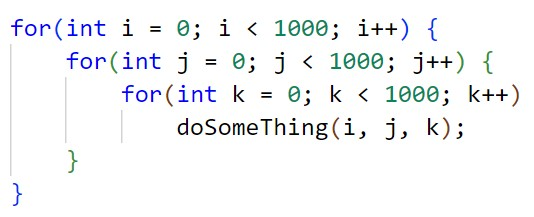 for(int i = 0; i < 1000; i++) {
    for(int j = 0; j < 1000; j++) {
        for(int k = 0; k < 1000; k++)
            doSomeThing(i, j, k);
    }
}